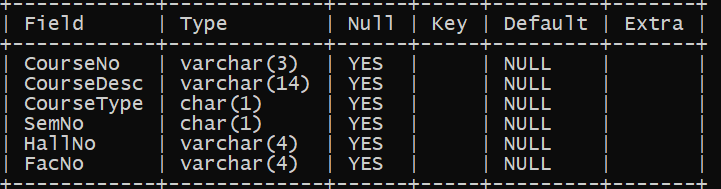 +------------+-------------+------+-----+---------+-------+
| Field      | Type        | Null | Key | Default | Extra |
+------------+-------------+------+-----+---------+-------+
| CourseNo   | varchar(3)  | YES  |     | NULL    |       |
| CourseDesc | varchar(14) | YES  |     | NULL    |       |
| CourseType | char(1)     | YES  |     | NULL    |       |
| SemNo      | char(1)     | YES  |     | NULL    |       |
| HallNo     | varchar(4)  | YES  |     | NULL    |       |
| FacNo      | varchar(4)  | YES  |     | NULL    |       |
+------------+-------------+------+-----+---------+-------+